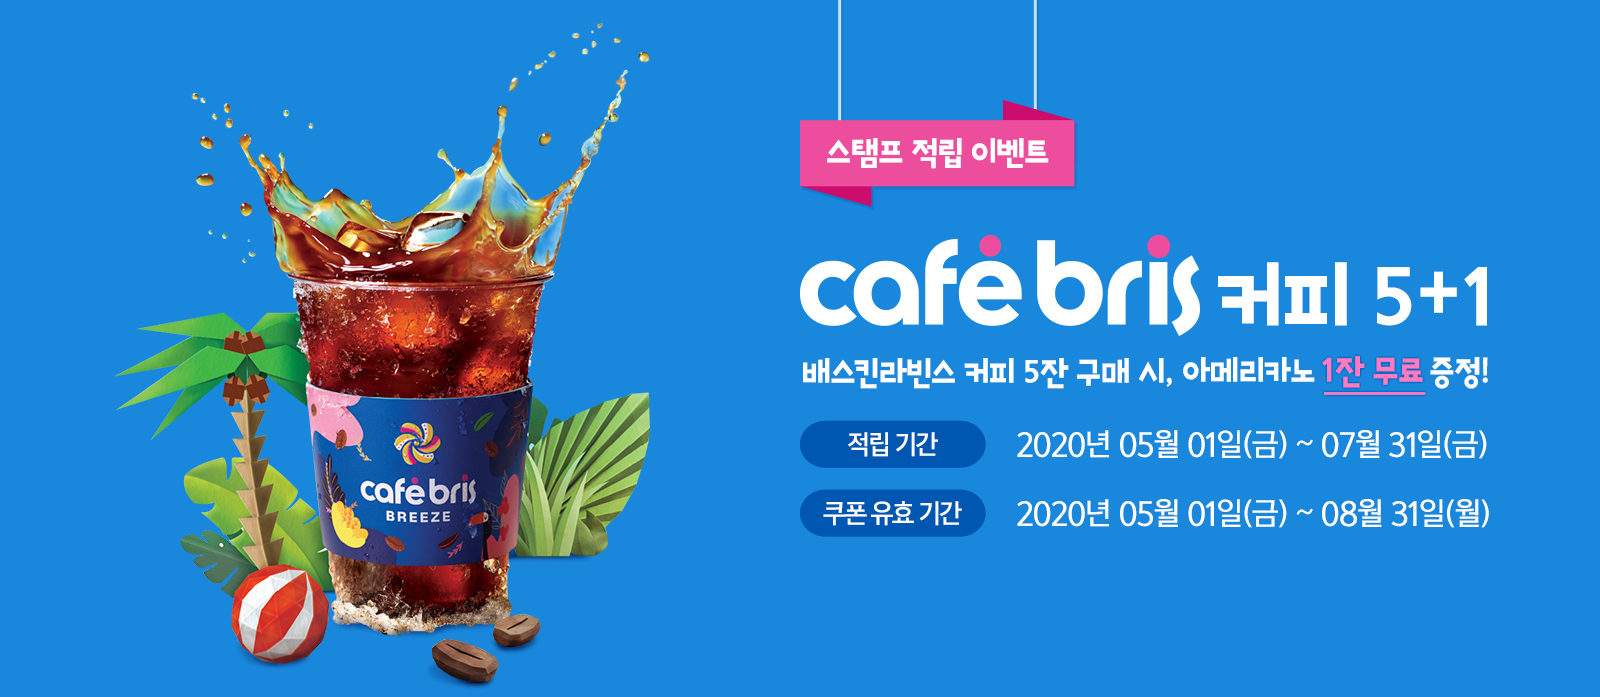 스탬프 적립 이벤트
café bris 커피 5+1
배스킨라빈스 커피 5잔 구매 시, 아메리카노 1잔 무료 증정!
적립 기간 2020년 05월 01일(금) ~ 07월 31일(금)
쿠폰 유효 기간 2020년 05월 01일(금) ~ 08월 31일(월)
café bris
BREEZE